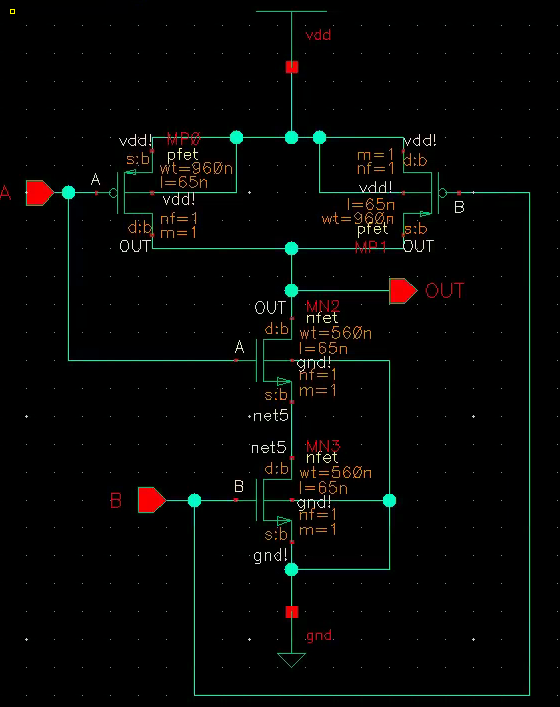 vdd
vdd!
MP0
vdd!
s:b
pfet
m=1
d:b
wt=960n
nf=1
A
A
l=65n
vdd!
vdd!
l=65n
B
nf=1
wt=960n
d:b
m=1
pfet
s:b
OUT
MP1
OUT
OUT
OUT
MN2
nfet
d:b
wt=560n
A
l=65n
gnd!
nf=1
s:b
m=1
net5
net5
MN3
nfet
d:b
wt=560n
B
B
l=65n
gnd!
nf=1
s:b
m=1
gnd!
gnd